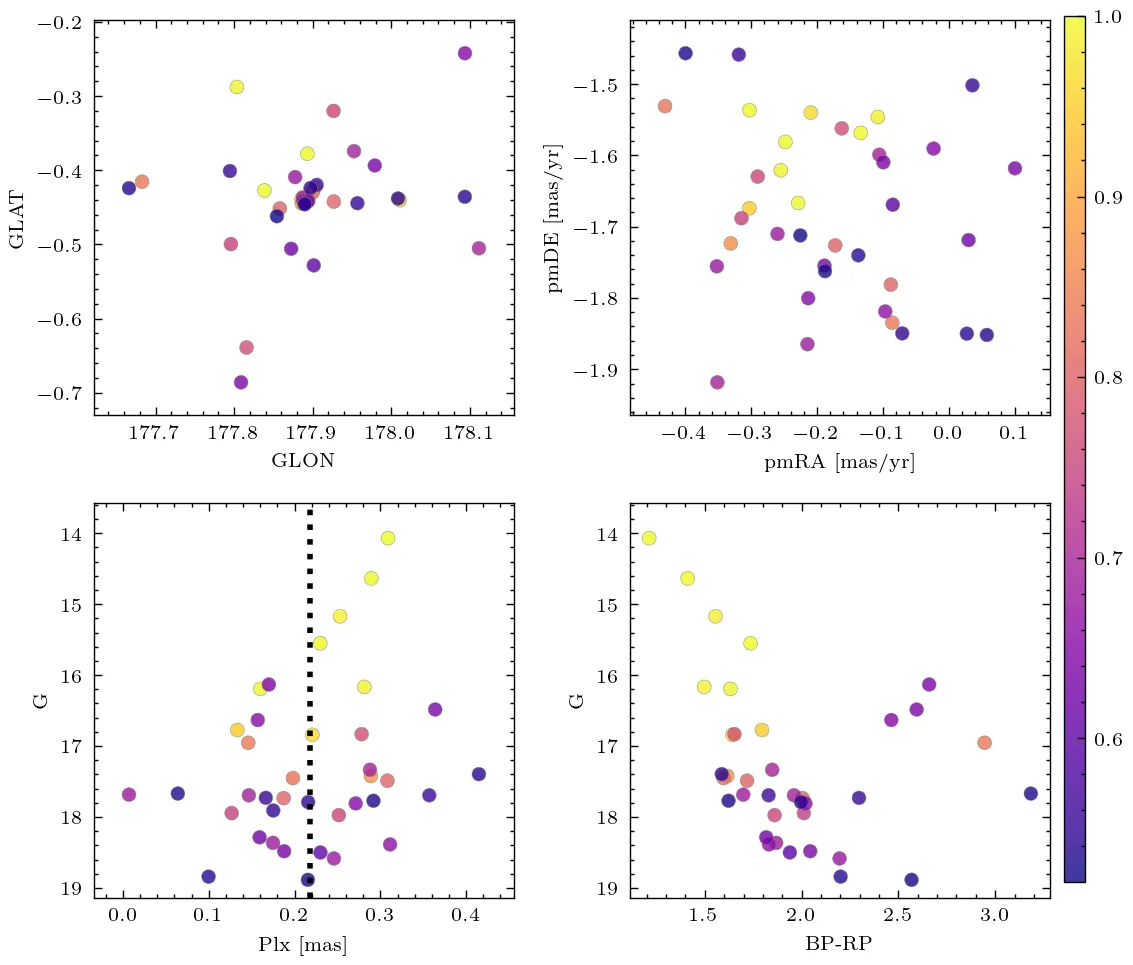 −0.2
−0.3
−0.4
−0.5
−0.6
−0.7
GLAT
177.7 177.8 177.9 178.0 178.1
GLON
−1.5
−1.6
−1.7
−1.8
−1.9
pmDE [mas/yr]
−0.4 −0.3 −0.2 −0.1 0.0 0.1
pmRA [mas/yr]
14
15
16
17
18
19
G
0.0 0.1 0.2 0.3 0.4
Plx [mas]
14
15
16
17
18
19
G
1.5 2.0 2.5 3.0
BP-RP
1.0
0.9
0.8
0.7
0.6